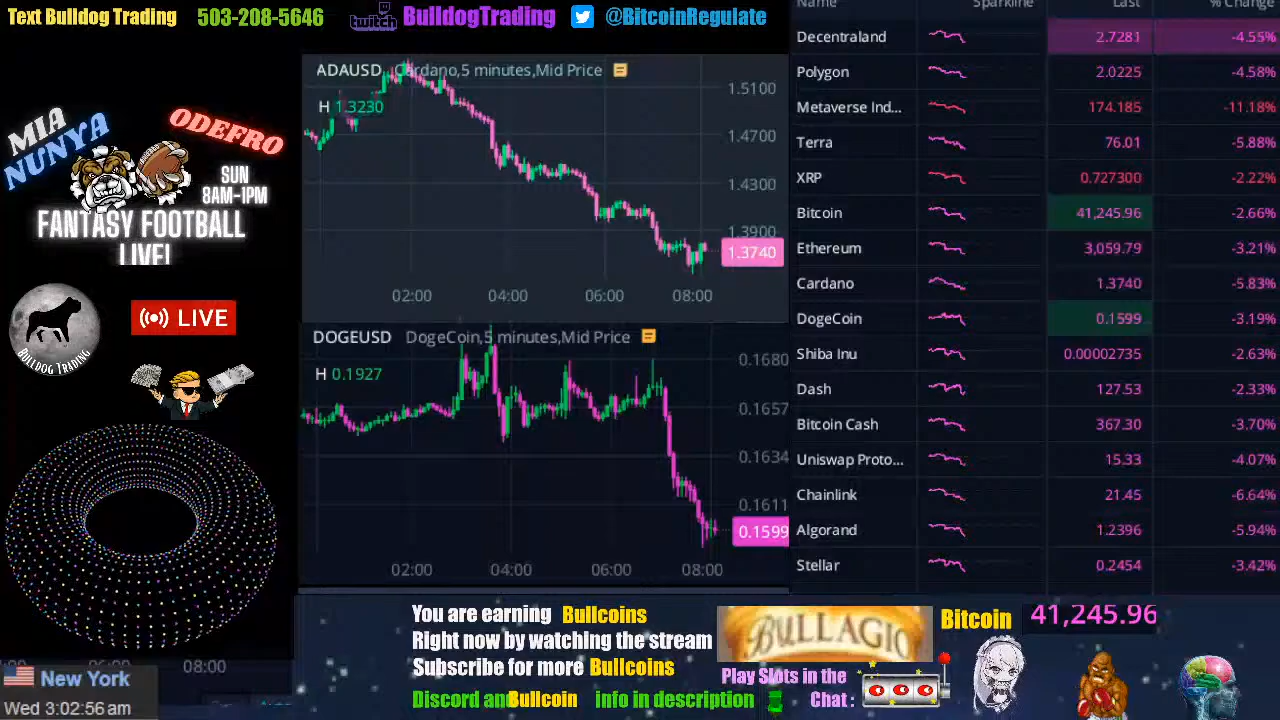 Text Bulldog Trading 503-208-5646 twitch BulldogTrading @BitcoinRegulate
MIA NUNYA
ODEFRO
SUN
8AM-1PM
FANTASY FOOTBALL
LIVE!
BULLDOG TRADING
LIVE
ADAUSD Cardano,5 minutes,Mid Price
H 1.3230
1.5100
1.4700
1.4300
1.3900
1.3740
02:00 04:00 06:00 08:00
DOGEUSD DogeCoin,5 minutes,Mid Price
H 0.1927
0.1680
0.1657
0.1634
0.1611
0.1599
02:00 04:00 06:00 08:00
Name Sparkline Last % Change
Decentraland 2.7281 -4.55%
Polygon 2.0225 -4.58%
Metaverse Ind... 174.185 -11.18%
Terra 76.01 -5.88%
XRP 0.727300 -2.22%
Bitcoin 41,245.96 -2.66%
Ethereum 3,059.79 -3.21%
Cardano 1.3740 -5.83%
DogeCoin 0.1599 -3.19%
Shiba Inu 0.00002735 -2.63%
Dash 127.53 -2.33%
Bitcoin Cash 367.30 -3.70%
Uniswap Proto... 15.33 -4.07%
Chainlink 21.45 -6.64%
Algorand 1.2396 -5.94%
Stellar 0.2454 -3.42%
06:00 08:00
New York
Wed 3:02:56am
You are earning Bullcoins
Right now by watching the stream
Subscribe for more Bullcoins
Discord and Bullcoin info in description
BULLAGIO
Play Slots in the
Chat :
Bitcoin 41,245.96